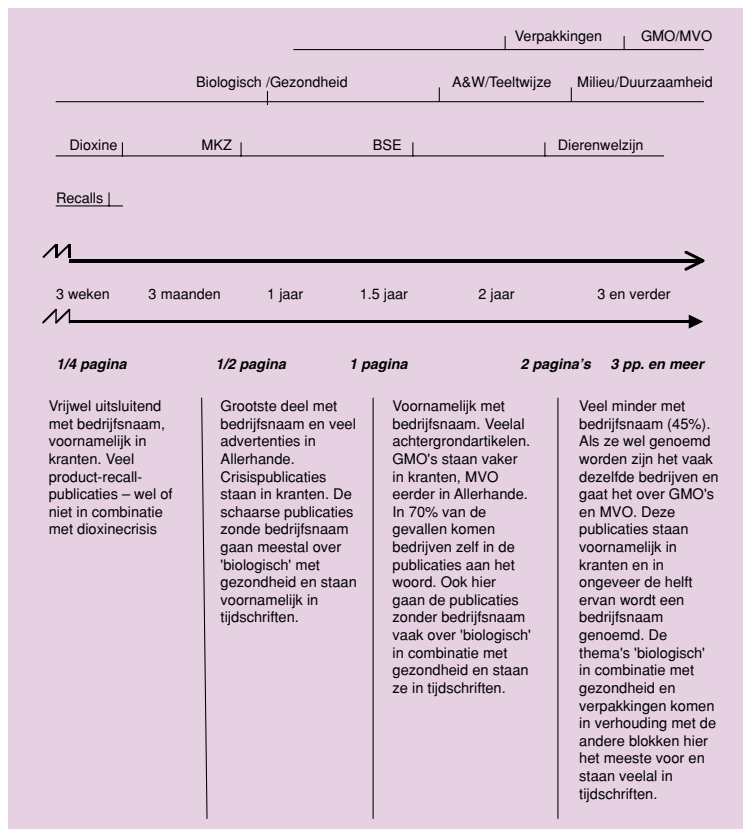 Verpakkingen GMO/MVO
Biologisch /Gezondheid A&W/Teeltwijze Milieu/Duurzaamheid
Dioxine MKZ BSE Dierenwelzijn
Recalls
3 weken 3 maanden 1 jaar 1.5 jaar 2 jaar 3 en verder
1/4 pagina 1/2 pagina 1 pagina 2 pagina's 3 pp. en meer
Vrijwel uitsluitend
met bedrijfsnaam,
voornamelijk in
kranten. Veel
product-recall-
publicaties – wel of
niet in combinatie
met dioxinecrisis
Grootste deel met
bedrijfsnaam en veel
advertenties in
Allerhande.
Crisispublicaties
staan in kranten. De
schaarse publicaties
zonde bedrijfsnaam
gaan meestal over
'biologisch' met
gezondheid en staan
voornamelijk in
tijdschriften.
Voornamelijk met
bedrijfsnaam. Veelal
achtergrondartikelen.
GMO's staan vaker
in kranten, MVO
eerder in Allerhande.
In 70% van de
gevallen komen
bedrijven zelf in de
publicaties aan het
woord. Ook hier
gaan de publicaties
zonder bedrijfsnaam
vaak over 'biologisch'
in combinatie met
gezondheid en staan
ze in tijdschriften.
Veel minder met
bedrijfsnaam (45%).
Als ze wel genoemd
worden zijn het vaak
dezelfde bedrijven en
gaat het over GMO's
en MVO. Deze
publicaties staan
voornamelijk in
kranten en in
ongeveer de helft
ervan wordt een
bedrijfsnaam
genoemd. De
thema's 'biologisch'
in combinatie met
gezondheid en
verpakkingen komen
in verhouding met de
andere blokken hier
het meeste voor en
staan veelal in
tijdschriften.